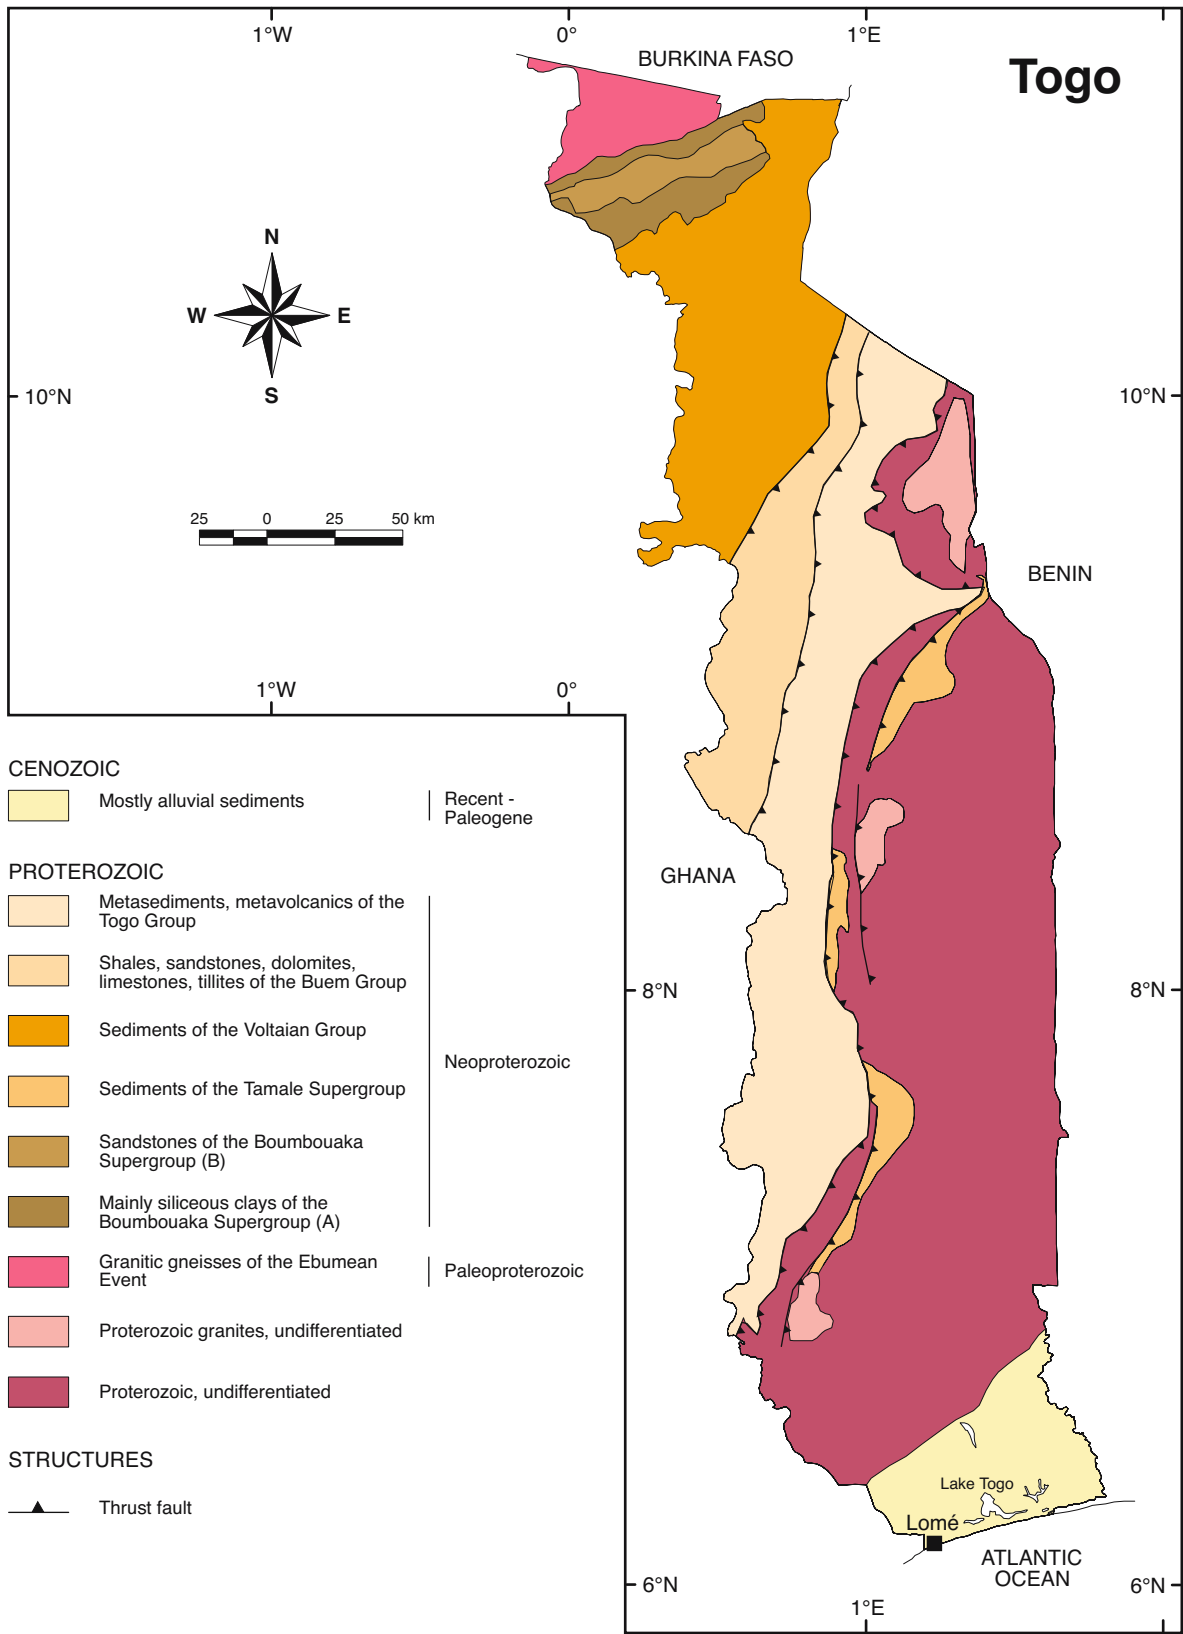 1°W
0°
1°E
BURKINA FASO
Togo
N
W
E
S
10°N
10°N
25
0
25
50 km
BENIN
1°W
0°
CENOZOIC
Mostly alluvial sediments
Recent -
Paleogene
PROTEROZOIC
Metasediments, metavolcanics of the
Togo Group
Shales, sandstones, dolomites,
limestones, tillites of the Buem Group
Sediments of the Voltaian Group
Neoproterozoic
Sediments of the Tamale Supergroup
Sandstones of the Boumbouaka
Supergroup (B)
Mainly siliceous clays of the
Boumbouaka Supergroup (A)
Granitic gneisses of the Ebumean
Event
Paleoproterozoic
Proterozoic granites, undifferentiated
Proterozoic, undifferentiated
STRUCTURES
Thrust fault
GHANA
8°N
8°N
Lake Togo
Lomé
ATLANTIC
OCEAN
6°N
6°N
1°E